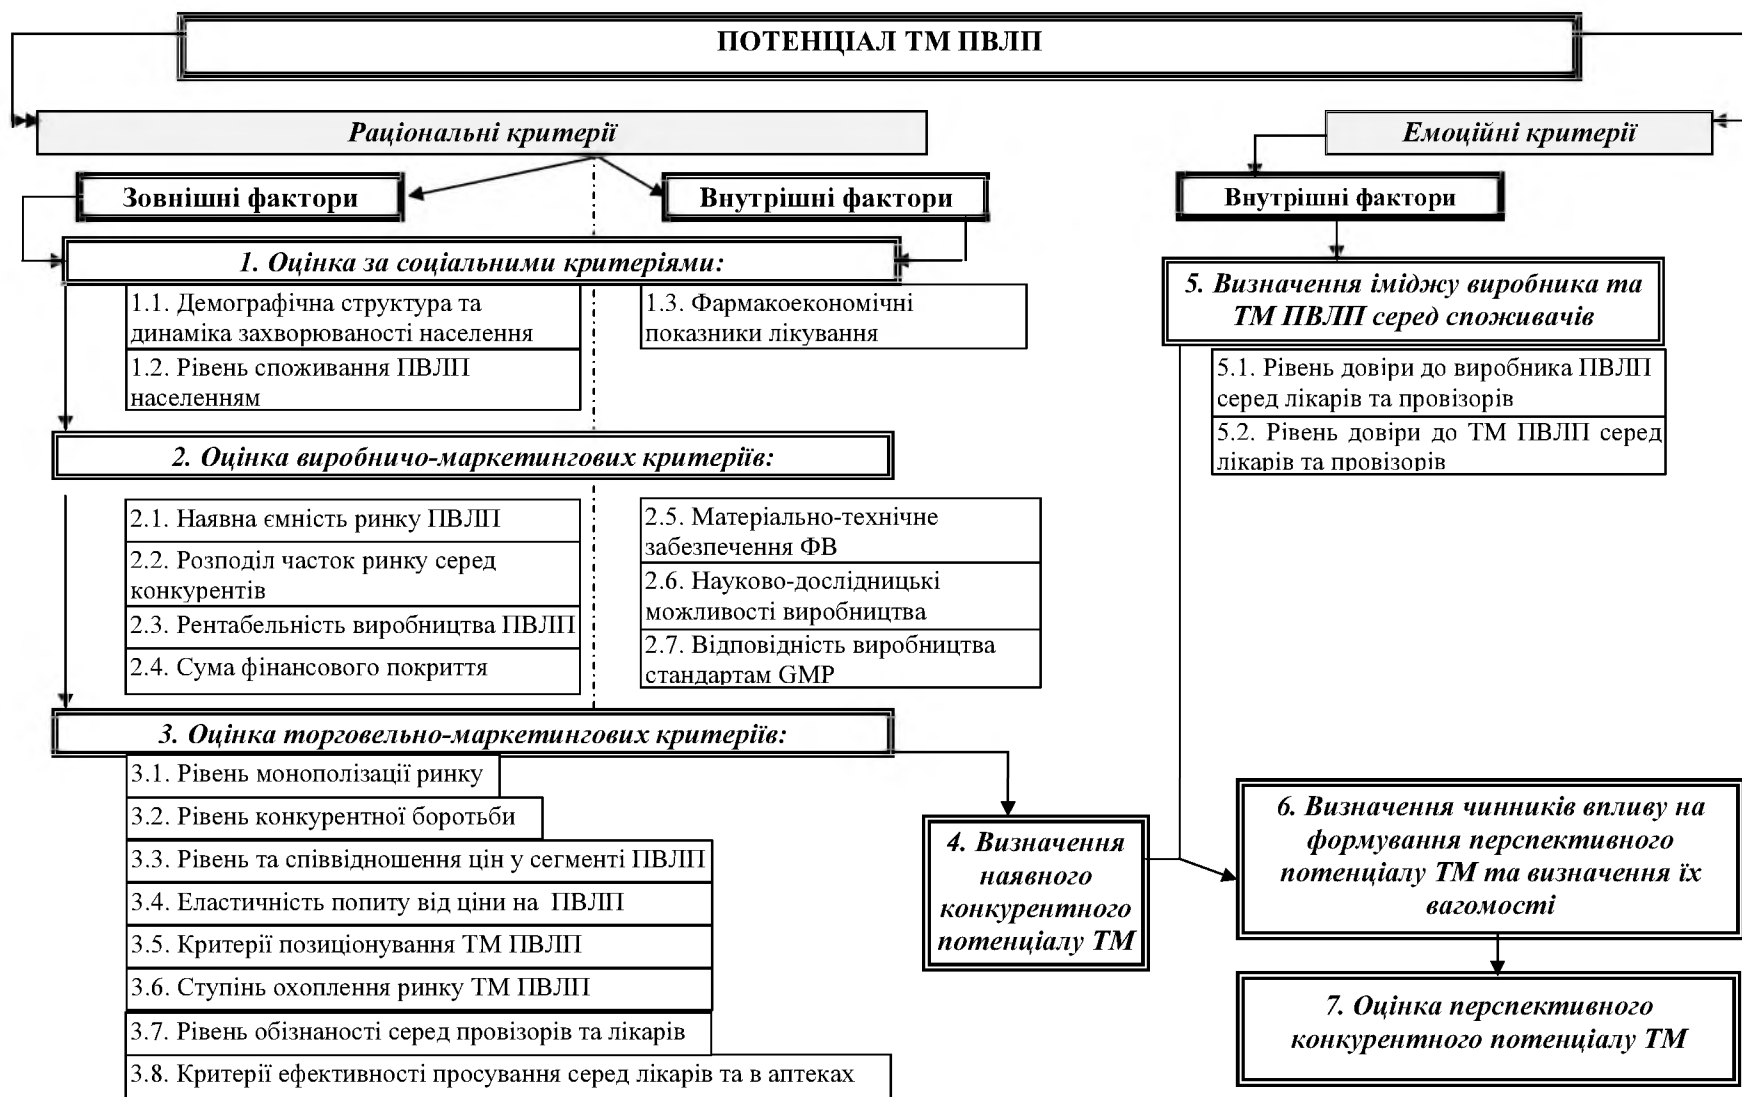 ПОТЕНЦІАЛ ТМ ПВЛП
Раціональні критерії
Емоційні критерії
Зовнішні фактори
Внутрішні фактори
Внутрішні фактори
1. Оцінка за соціальними критеріями:
1.1. Демографічна структура та
динаміка захворюваності населення
1.2. Рівень споживання ПВЛП
населенням
1.3. Фармакоекономічні
показники лікування
5. Визначення іміджу виробника та
ТМ ПВЛП серед споживачів
5.1. Рівень довіри до виробника ПВЛП
серед лікарів та провізорів
5.2. Рівень довіри до ТМ ПВЛП серед
лікарів та провізорів
2. Оцінка виробничо-маркетингових критеріїв:
2.1. Наявна ємність ринку ПВЛП
2.2. Розподіл часток ринку серед
конкурентів
2.3. Рентабельність виробництва ПВЛП
2.4. Сума фінансового покриття
2.5. Матеріально-технічне
забезпечення ФВ
2.6. Науково-дослідницькі
можливості виробництва
2.7. Відповідність виробництва
стандартам GMP
3. Оцінка торговельно-маркетингових критеріїв:
3.1. Рівень монополізації ринку
3.2. Рівень конкурентної боротьби
3.3. Рівень та співвідношення цін у сегменті ПВЛП
3.4. Еластичність попиту від ціни на ПВЛП
3.5. Критерії позиціонування ТМ ПВЛП
3.6. Ступінь охоплення ринку ТМ ПВЛП
3.7. Рівень обізнаності серед провізорів та лікарів
3.8. Критерії ефективності просування серед лікарів та в аптеках
4. Визначення
наявного
конкурентного
потенціалу ТМ
6. Визначення чинників впливу на
формування перспективного
потенціалу ТМ та визначення їх
вагомості
7. Оцінка перспективного
конкурентного потенціалу ТМ